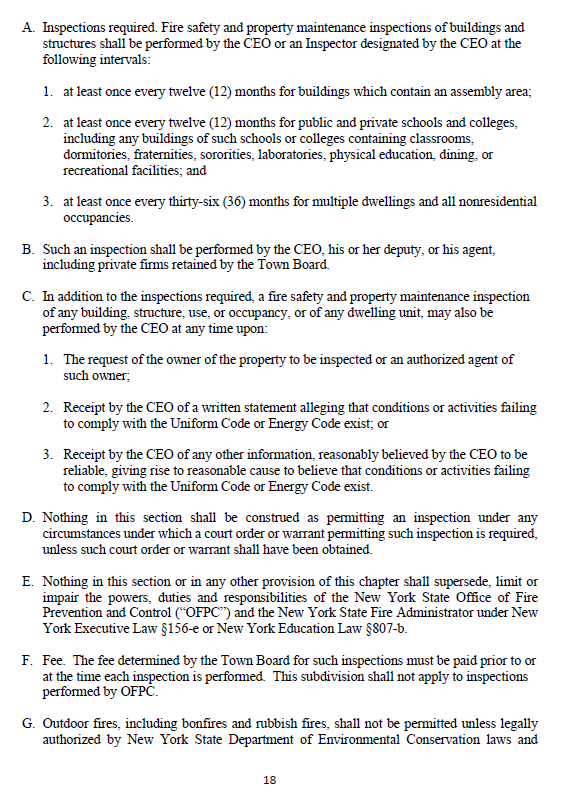 A. Inspections required. Fire safety and property maintenance inspections of buildings and
structures shall be performed by the CEO or an Inspector designated by the CEO at the
following intervals:
1. at least once every twelve (12) months for buildings which contain an assembly area;
2. at least once every twelve (12) months for public and private schools and colleges,
including any buildings of such schools or colleges containing classrooms,
dormitories, fraternities, sororities, laboratories, physical education, dining, or
recreational facilities; and
3. at least once every thirty-six (36) months for multiple dwellings and all nonresidential
occupancies.
B. Such an inspection shall be performed by the CEO, his or her deputy, or his agent,
including private firms retained by the Town Board.
C. In addition to the inspections required, a fire safety and property maintenance inspection
of any building, structure, use, or occupancy, or of any dwelling unit, may also be
performed by the CEO at any time upon:
1. The request of the owner of the property to be inspected or an authorized agent of
such owner;
2. Receipt by the CEO of a written statement alleging that conditions or activities failing
to comply with the Uniform Code or Energy Code exist; or
3. Receipt by the CEO of any other information, reasonably believed by the CEO to be
reliable, giving rise to reasonable cause to believe that conditions or activities failing
to comply with the Uniform Code or Energy Code exist.
D. Nothing in this section shall be construed as permitting an inspection under any
circumstances under which a court order or warrant permitting such inspection is required,
unless such court order or warrant shall have been obtained.
E. Nothing in this section or in any other provision of this chapter shall supersede, limit or
impair the powers, duties and responsibilities of the New York State Office of Fire
Prevention and Control (“OFPC”) and the New York State Fire Administrator under New
York Executive Law §156-e or New York Education Law §807-b.
F. Fee. The fee determined by the Town Board for such inspections must be paid prior to or
at the time each inspection is performed. This subdivision shall not apply to inspections
performed by OFPC.
G. Outdoor fires, including bonfires and rubbish fires, shall not be permitted unless legally
authorized by New York State Department of Environmental Conservation laws and
18